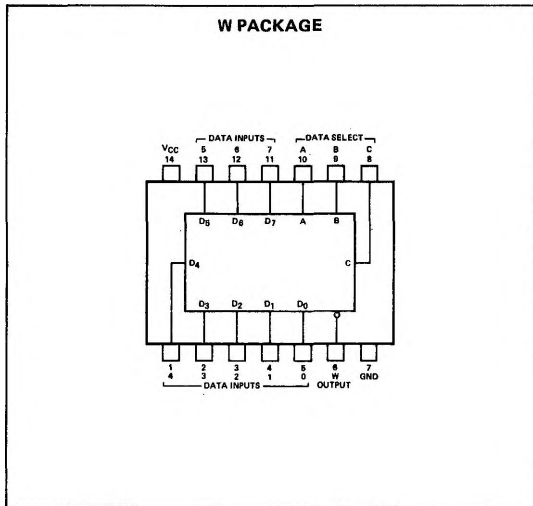 W PACKAGE
DATA INPUTS DATA SELECT
VCC 5 6 7 A B C
14 13 12 11 10 9 8
D5 D6 D7 A B
D4 C
D3 D2 D1 D0
1 2 3 4 5 6 7
4 3 2 1 0 W GND
DATA INPUTS OUTPUT